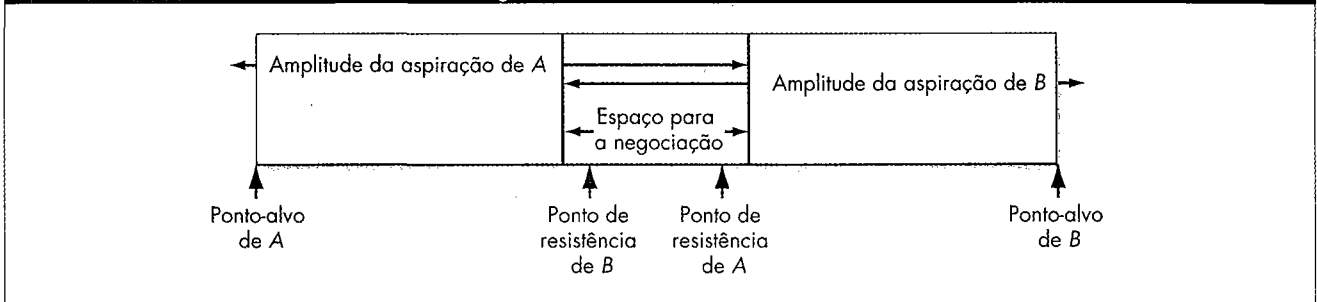 Amplitude da aspiração de A
Amplitude da aspiração de B
Espaço para
a negociação
Ponto-alvo
de A
Ponto de
resistência
de B
Ponto de
resistência
de A
Ponto-alvo
de B